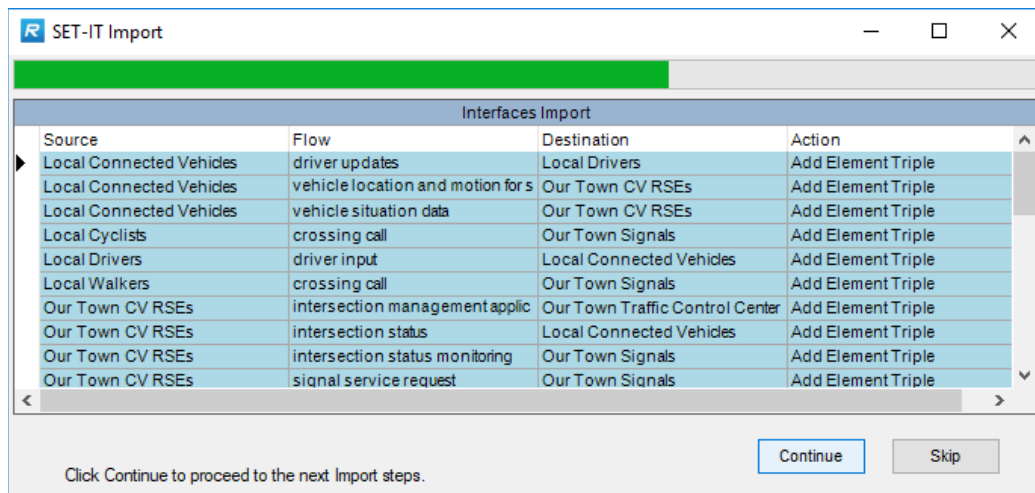 R SET-IT Import
Interfaces Import
Source Flow Destination Action
Local Connected Vehicles driver updates Local Drivers Add Element Triple
Local Connected Vehicles vehicle location and motion for s Our Town CV RSEs Add Element Triple
Local Connected Vehicles vehicle situation data Our Town CV RSEs Add Element Triple
Local Cyclists crossing call Our Town Signals Add Element Triple
Local Drivers driver input Local Connected Vehicles Add Element Triple
Local Walkers crossing call Our Town Signals Add Element Triple
Our Town CV RSEs intersection management applic Our Town Traffic Control Center Add Element Triple
Our Town CV RSEs intersection status Local Connected Vehicles Add Element Triple
Our Town CV RSEs intersection status monitoring Our Town Signals Add Element Triple
Our Town CV RSEs signal service request Our Town Signals Add Element Triple
Continue Skip
Click Continue to proceed to the next Import steps.